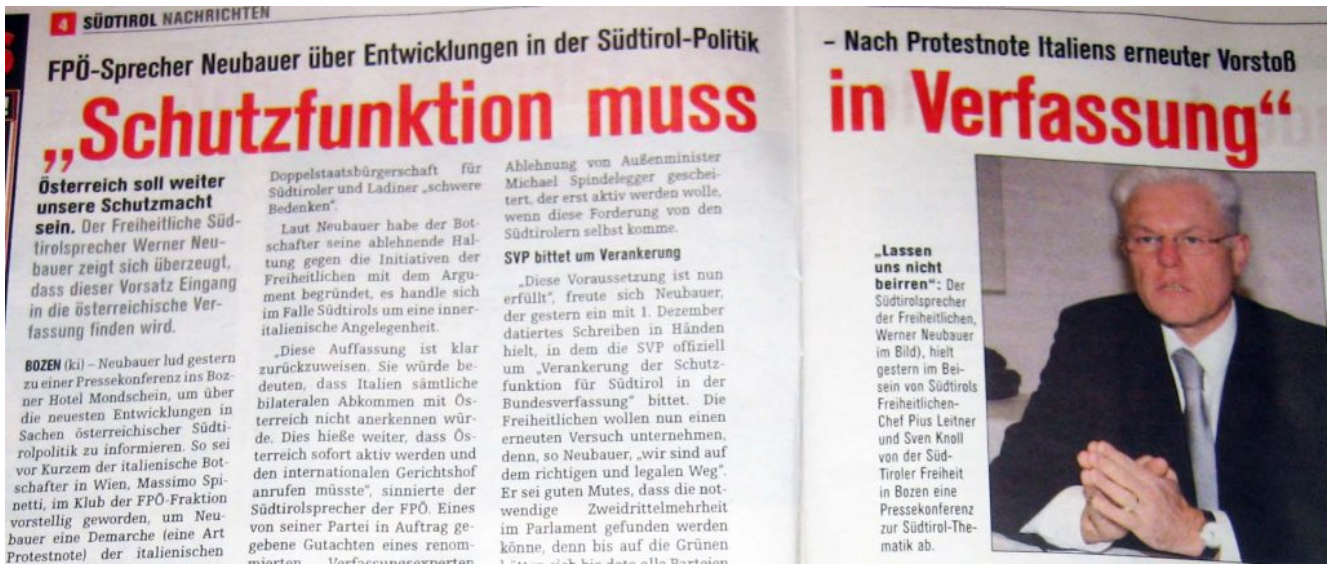 4 SÜDTIROL NACHRICHTEN
FPÖ-Sprecher Neubauer über Entwicklungen in der Südtirol-Politik – Nach Protestnote Italiens erneuter Vorstoß
„Schutzfunktion muss in Verfassung“
Österreich soll weiter
unsere Schutzmacht
sein. Der Freiheitliche Süd-
tirolsprecher Werner Neu-
bauer zeigt sich überzeugt,
dass dieser Vorsatz Eingang
in die österreichische Ver-
fassung finden wird.
BOZEN (ki) – Neubauer lud gestern
zu einer Pressekonferenz ins Boz-
ner Hotel Mondschein, um über
die neuesten Entwicklungen in
Sachen österreichischer Südti-
rolpolitik zu informieren. So sei
vor Kurzem der italienische Bot-
schafter in Wien, Massimo Spi-
netti, im Klub der FPÖ-Fraktion
vorstellig geworden, um Neu-
bauer eine Demarche (eine Art
Protestnote) der italienischen
Doppelstaatsbürgerschaft für
Südtiroler und Ladiner „schwere
Bedenken“.
Laut Neubauer habe der Bot-
schafter seine ablehnende Hal-
tung gegen die Initiativen der
Freiheitlichen mit dem Argu-
ment begründet, es handle sich
im Falle Südtirols um eine inner-
italienische Angelegenheit.
„Diese Auffassung ist klar
zurückzuweisen. Sie würde be-
deuten, dass Italien sämtliche
bilateralen Abkommen mit Ös-
terreich nicht anerkennen wür-
de. Dies hieße weiter, dass Ös-
terreich sofort aktiv werden und
den internationalen Gerichtshof
anrufen müsste“, sinnierte der
Südtirolsprecher der FPÖ. Eines
von seiner Partei in Auftrag ge-
gebene Gutachten eines renom-
mierten Verfassungsexperten
Ablehnung von Außenminister
Michael Spindelegger geschei-
tert, der erst aktiv werden wolle,
wenn diese Forderung von den
Südtirolern selbst komme.
SVP bittet um Verankerung
„Diese Voraussetzung ist nun
erfüllt“, freute sich Neubauer,
der gestern ein mit 1. Dezember
datiertes Schreiben in Händen
hielt, in dem die SVP offiziell
um „Verankerung der Schutz-
funktion für Südtirol in der
Bundesverfassung“ bittet. Die
Freiheitlichen wollen nun einen
erneuten Versuch unternehmen,
denn, so Neubauer, „wir sind auf
dem richtigen und legalen Weg“.
Er sei guten Mutes, dass die not-
wendige Zweidrittelmehrheit
im Parlament gefunden werden
könne, denn bis auf die Grünen
hätten sich bis dato alle Parteien
„Lassen
uns nicht
beirren“: Der
Südtirolsprecher
der Freiheitlichen,
Werner Neubauer
im Bild), hielt
gestern im Bei-
sein von Südtirols
Freiheitlichen-
Chef Pius Leitner
und Sven Knoll
von der Süd-
Tiroler Freiheit
in Bozen eine
Pressekonferenz
zur Südtirol-The-
matik ab.